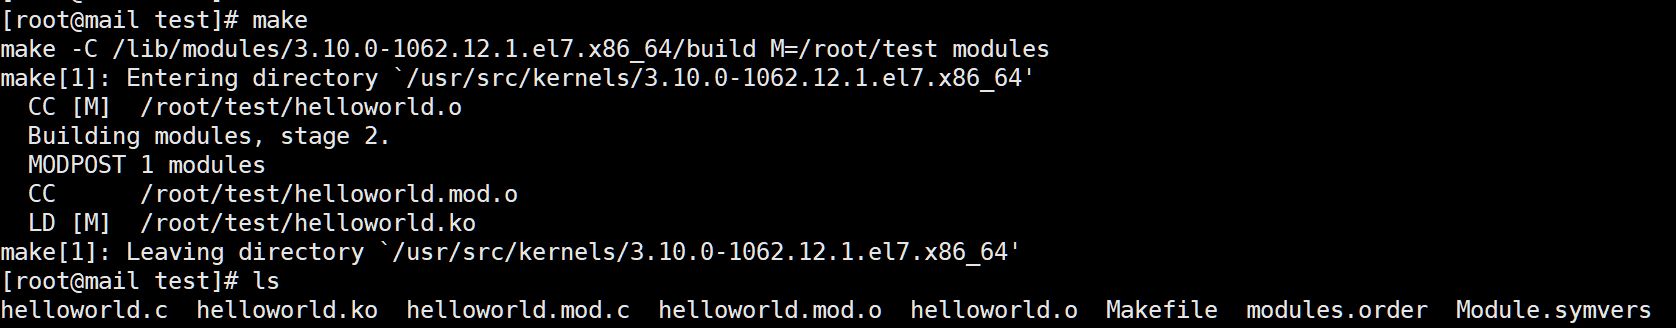 [root@mail test]# make
make -C /lib/modules/3.10.0-1062.12.1.el7.x86_64/build M=/root/test modules
make[1]: Entering directory `/usr/src/kernels/3.10.0-1062.12.1.el7.x86_64'
  CC [M]  /root/test/helloworld.o
  Building modules, stage 2.
  MODPOST 1 modules
  CC      /root/test/helloworld.mod.o
  LD [M]  /root/test/helloworld.ko
make[1]: Leaving directory `/usr/src/kernels/3.10.0-1062.12.1.el7.x86_64'
[root@mail test]# ls
helloworld.c  helloworld.ko  helloworld.mod.c  helloworld.mod.o  helloworld.o  Makefile  modules.order  Module.symvers